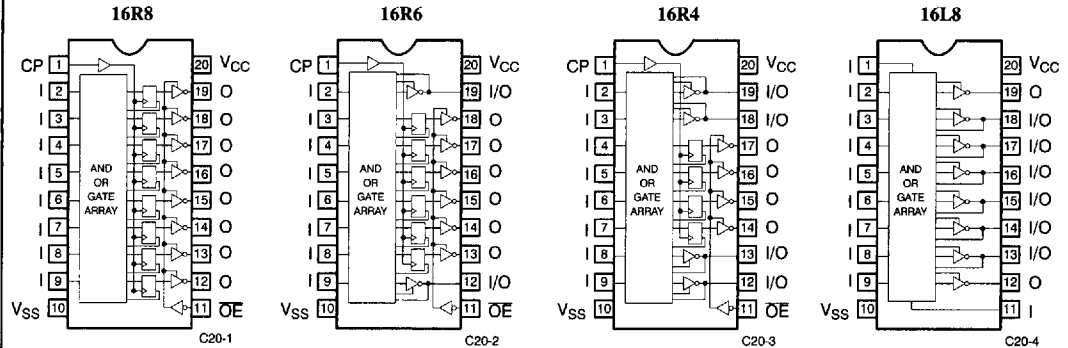 16R8
CP 1
I 2
I 3
I 4
I 5
I 6
I 7
I 8
I 9
VSS 10
20 VCC
19 O
18 O
17 O
16 O
15 O
14 O
13 O
12 O
11 OE
AND
OR
GATE
ARRAY
C20-1
16R6
CP 1
I 2
I 3
I 4
I 5
I 6
I 7
I 8
I 9
VSS 10
20 VCC
19 I/O
18 O
17 O
16 O
15 O
14 O
13 O
12 I/O
11 OE
AND
OR
GATE
ARRAY
C20-2
16R4
CP 1
I 2
I 3
I 4
I 5
I 6
I 7
I 8
I 9
VSS 10
20 VCC
19 I/O
18 I/O
17 O
16 O
15 O
14 O
13 I/O
12 I/O
11 OE
AND
OR
GATE
ARRAY
C20-3
16L8
I 1
I 2
I 3
I 4
I 5
I 6
I 7
I 8
I 9
VSS 10
20 VCC
19 O
18 I/O
17 I/O
16 I/O
15 I/O
14 I/O
13 I/O
12 O
11 I
AND
OR
GATE
ARRAY
C20-4